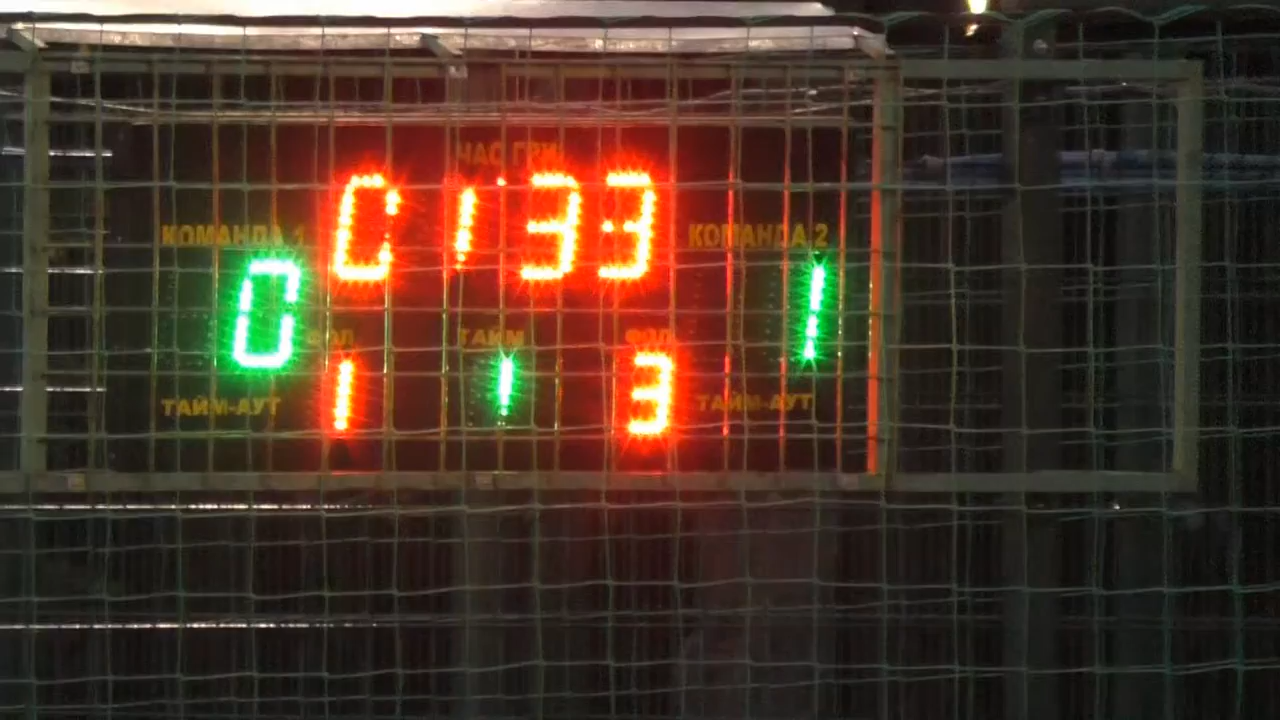 ЧАС ГРИ
01 33
КОМАНДА 1
КОМАНДА 2
0
1
ФОЛ
ТАЙМ
ФОЛ
1
1
3
ТАЙМ-АУТ
ТАЙМ-АУТ